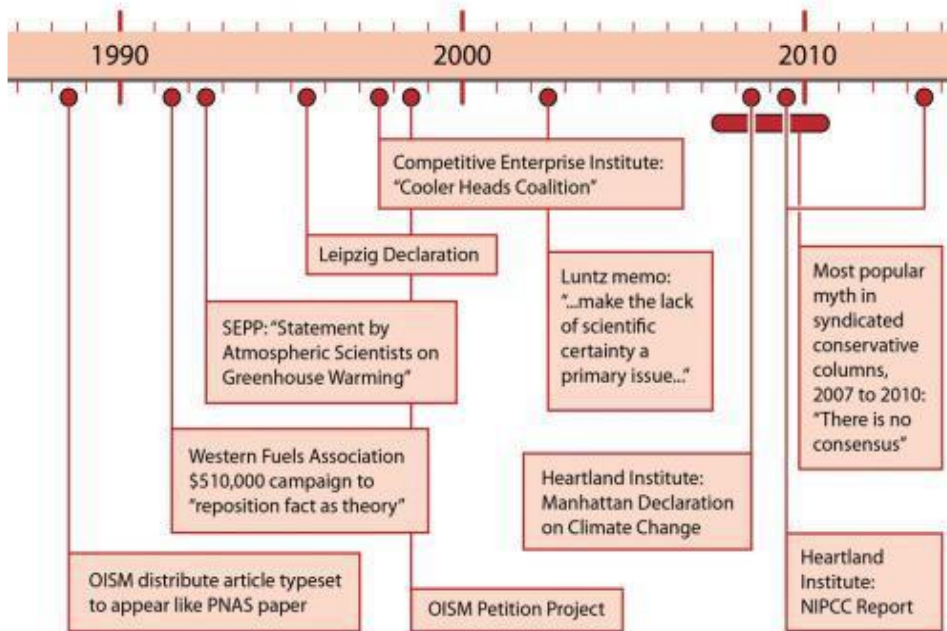 1990
2000
2010
Competitive Enterprise Institute:
“Cooler Heads Coalition”
Leipzig Declaration
SEPP: “Statement by
Atmospheric Scientists on
Greenhouse Warming”
Luntz memo:
“...make the lack
of scientific
certainty a
primary issue...”
Most popular
myth in
syndicated
conservative
columns,
2007 to 2010:
“There is no
consensus”
Western Fuels Association
$510,000 campaign to
“reposition fact as theory”
Heartland Institute:
Manhattan Declaration
on Climate Change
OISM distribute article typeset
to appear like PNAS paper
OISM Petition Project
Heartland
Institute:
NIPCC Report